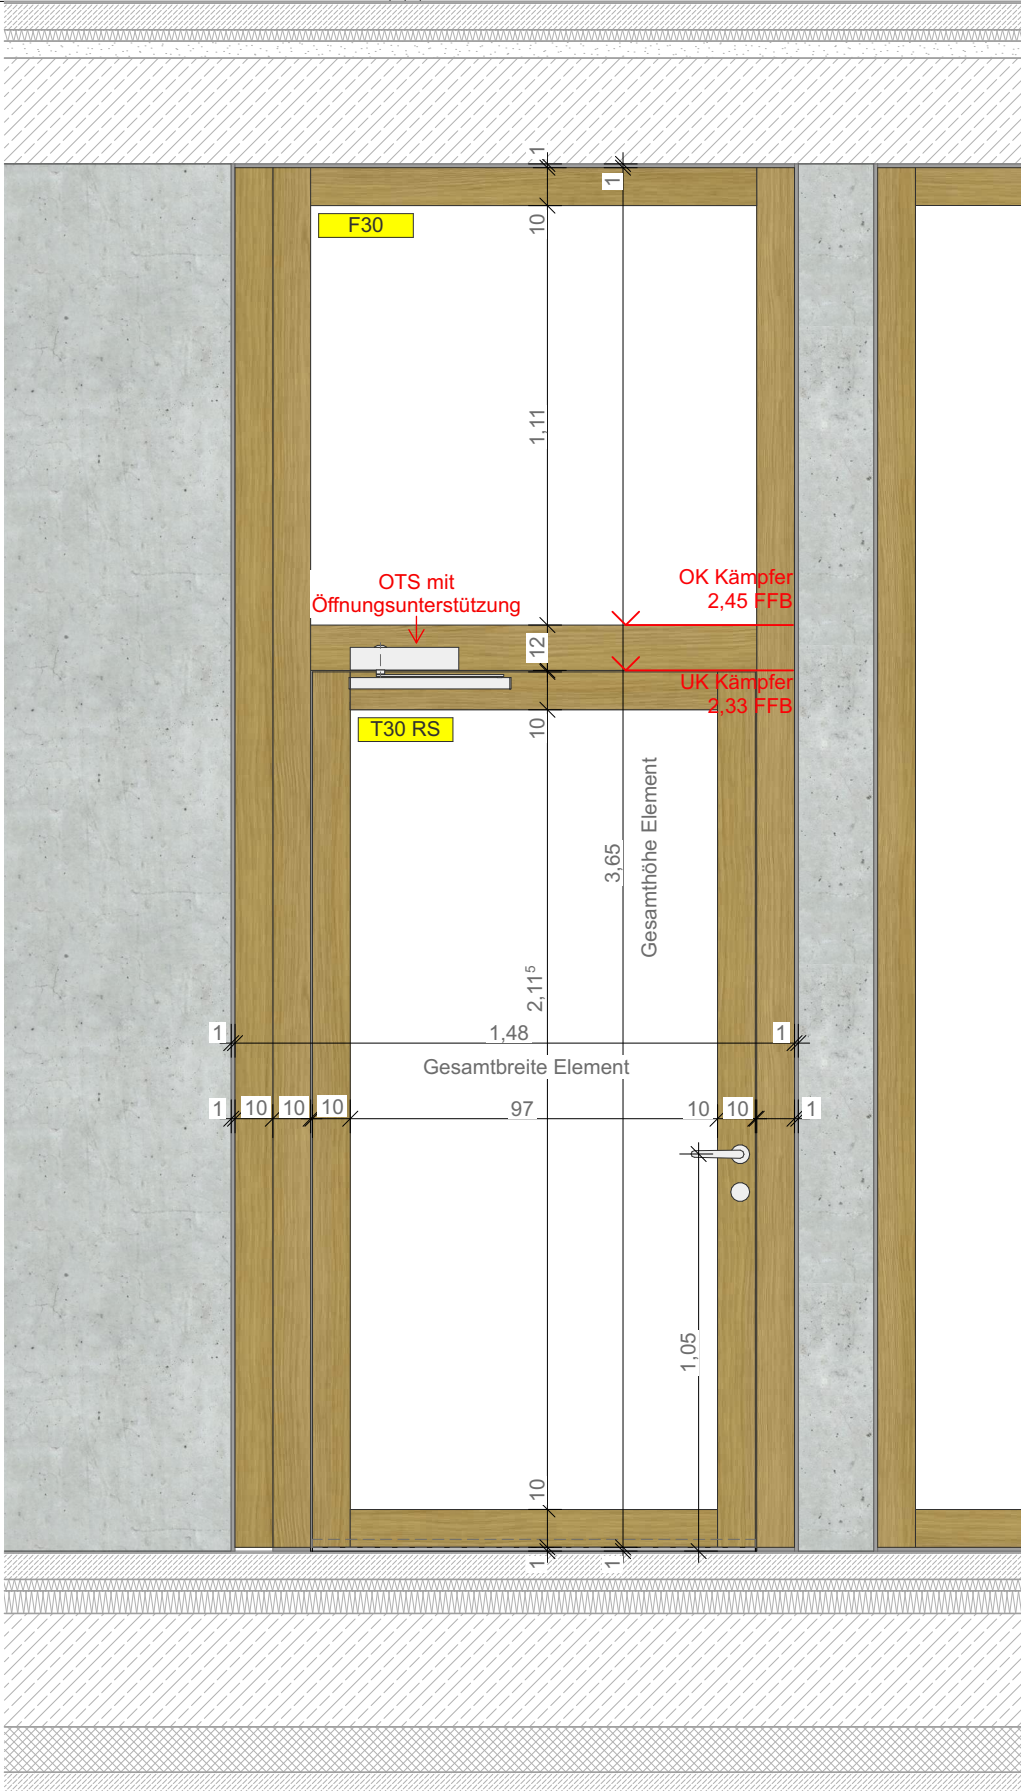 1
1
F30
10
1,11
OTS mit
Öffnungsunterstützung
OK Kämpfer
2,45 FFB
12
UK Kämpfer
2,33 FFB
T30 RS
10
3,65
Gesamthöhe Element
2,11⁵
1
1,48
1
Gesamtbreite Element
1
10
10
10
97
10
10
1
1,05
10
1
1